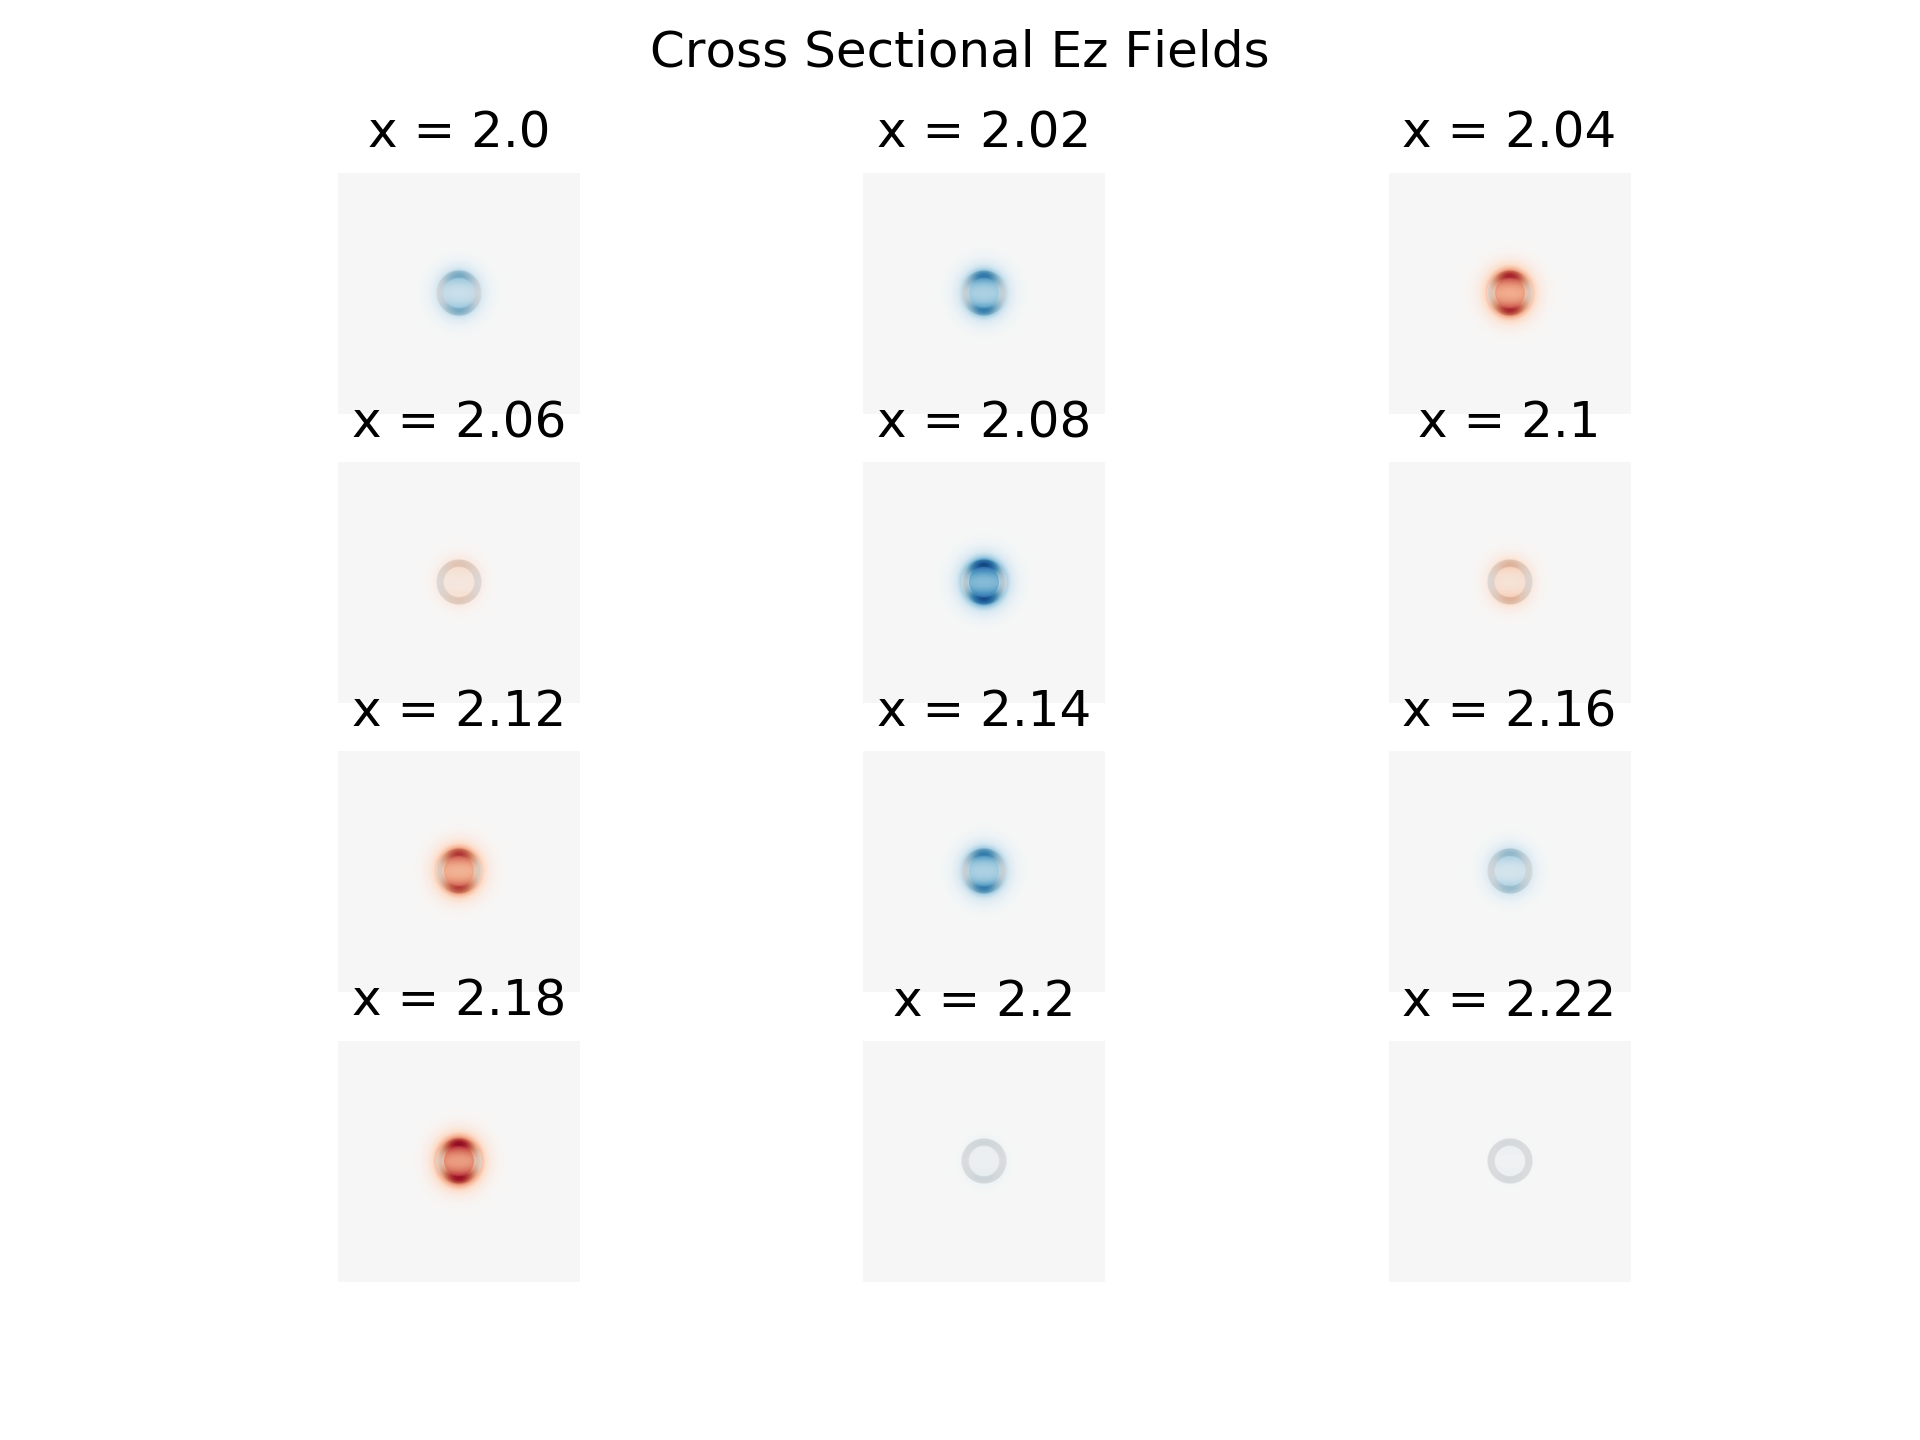 Cross Sectional Ez Fields
x = 2.0
x = 2.02
x = 2.04
x = 2.06
x = 2.08
x = 2.1
x = 2.12
x = 2.14
x = 2.16
x = 2.18
x = 2.2
x = 2.22